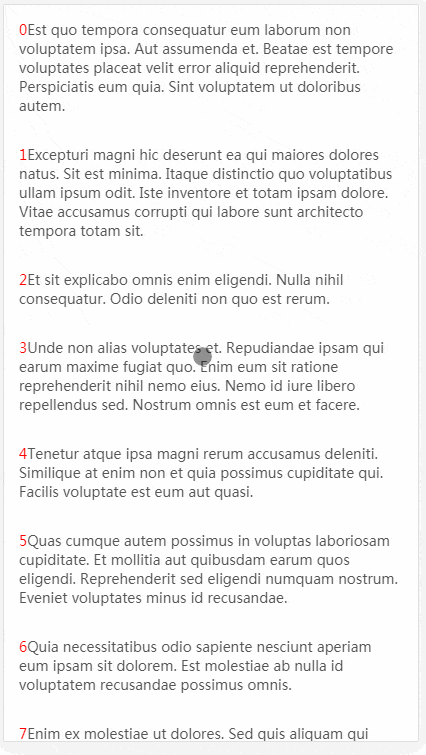 0Est quo tempora consequatur eum laborum non
voluptatem ipsa. Aut assumenda et. Beatae est tempore
voluptates placeat velit error aliquid reprehenderit.
Perspiciatis eum quia. Sint voluptatem ut doloribus
autem.
1Excepturi magni hic deserunt ea qui maiores dolores
natus. Sit est minima. Itaque distinctio quo voluptatibus
ullam ipsum odit. Iste inventore et totam ipsam dolore.
Vitae accusamus corrupti qui labore sunt architecto
tempora totam sit.
2Et sit explicabo omnis enim eligendi. Nulla nihil
consequatur. Odio deleniti non quo est rerum.
3Unde non alias voluptates et. Repudiandae ipsam qui
earum maxime fugiat quo. Enim eum sit ratione
reprehenderit nihil nemo eius. Nemo id iure libero
repellendus sed. Nostrum omnis est eum et facere.
4Tenetur atque ipsa magni rerum accusamus deleniti.
Similique at enim non et quia possimus cupiditate qui.
Facilis voluptate est eum aut quasi.
5Quas cumque autem possimus in voluptas laboriosam
cupiditate. Et mollitia aut quibusdam earum quos
eligendi. Reprehenderit sed eligendi numquam nostrum.
Eveniet voluptates minus id recusandae.
6Quia necessitatibus odio sapiente nesciunt aperiam
eum ipsam sit dolorem. Est molestiae ab nulla id
voluptatem recusandae possimus omnis.
7Enim ex molestiae ut dolores. Sed quis aliquam qui